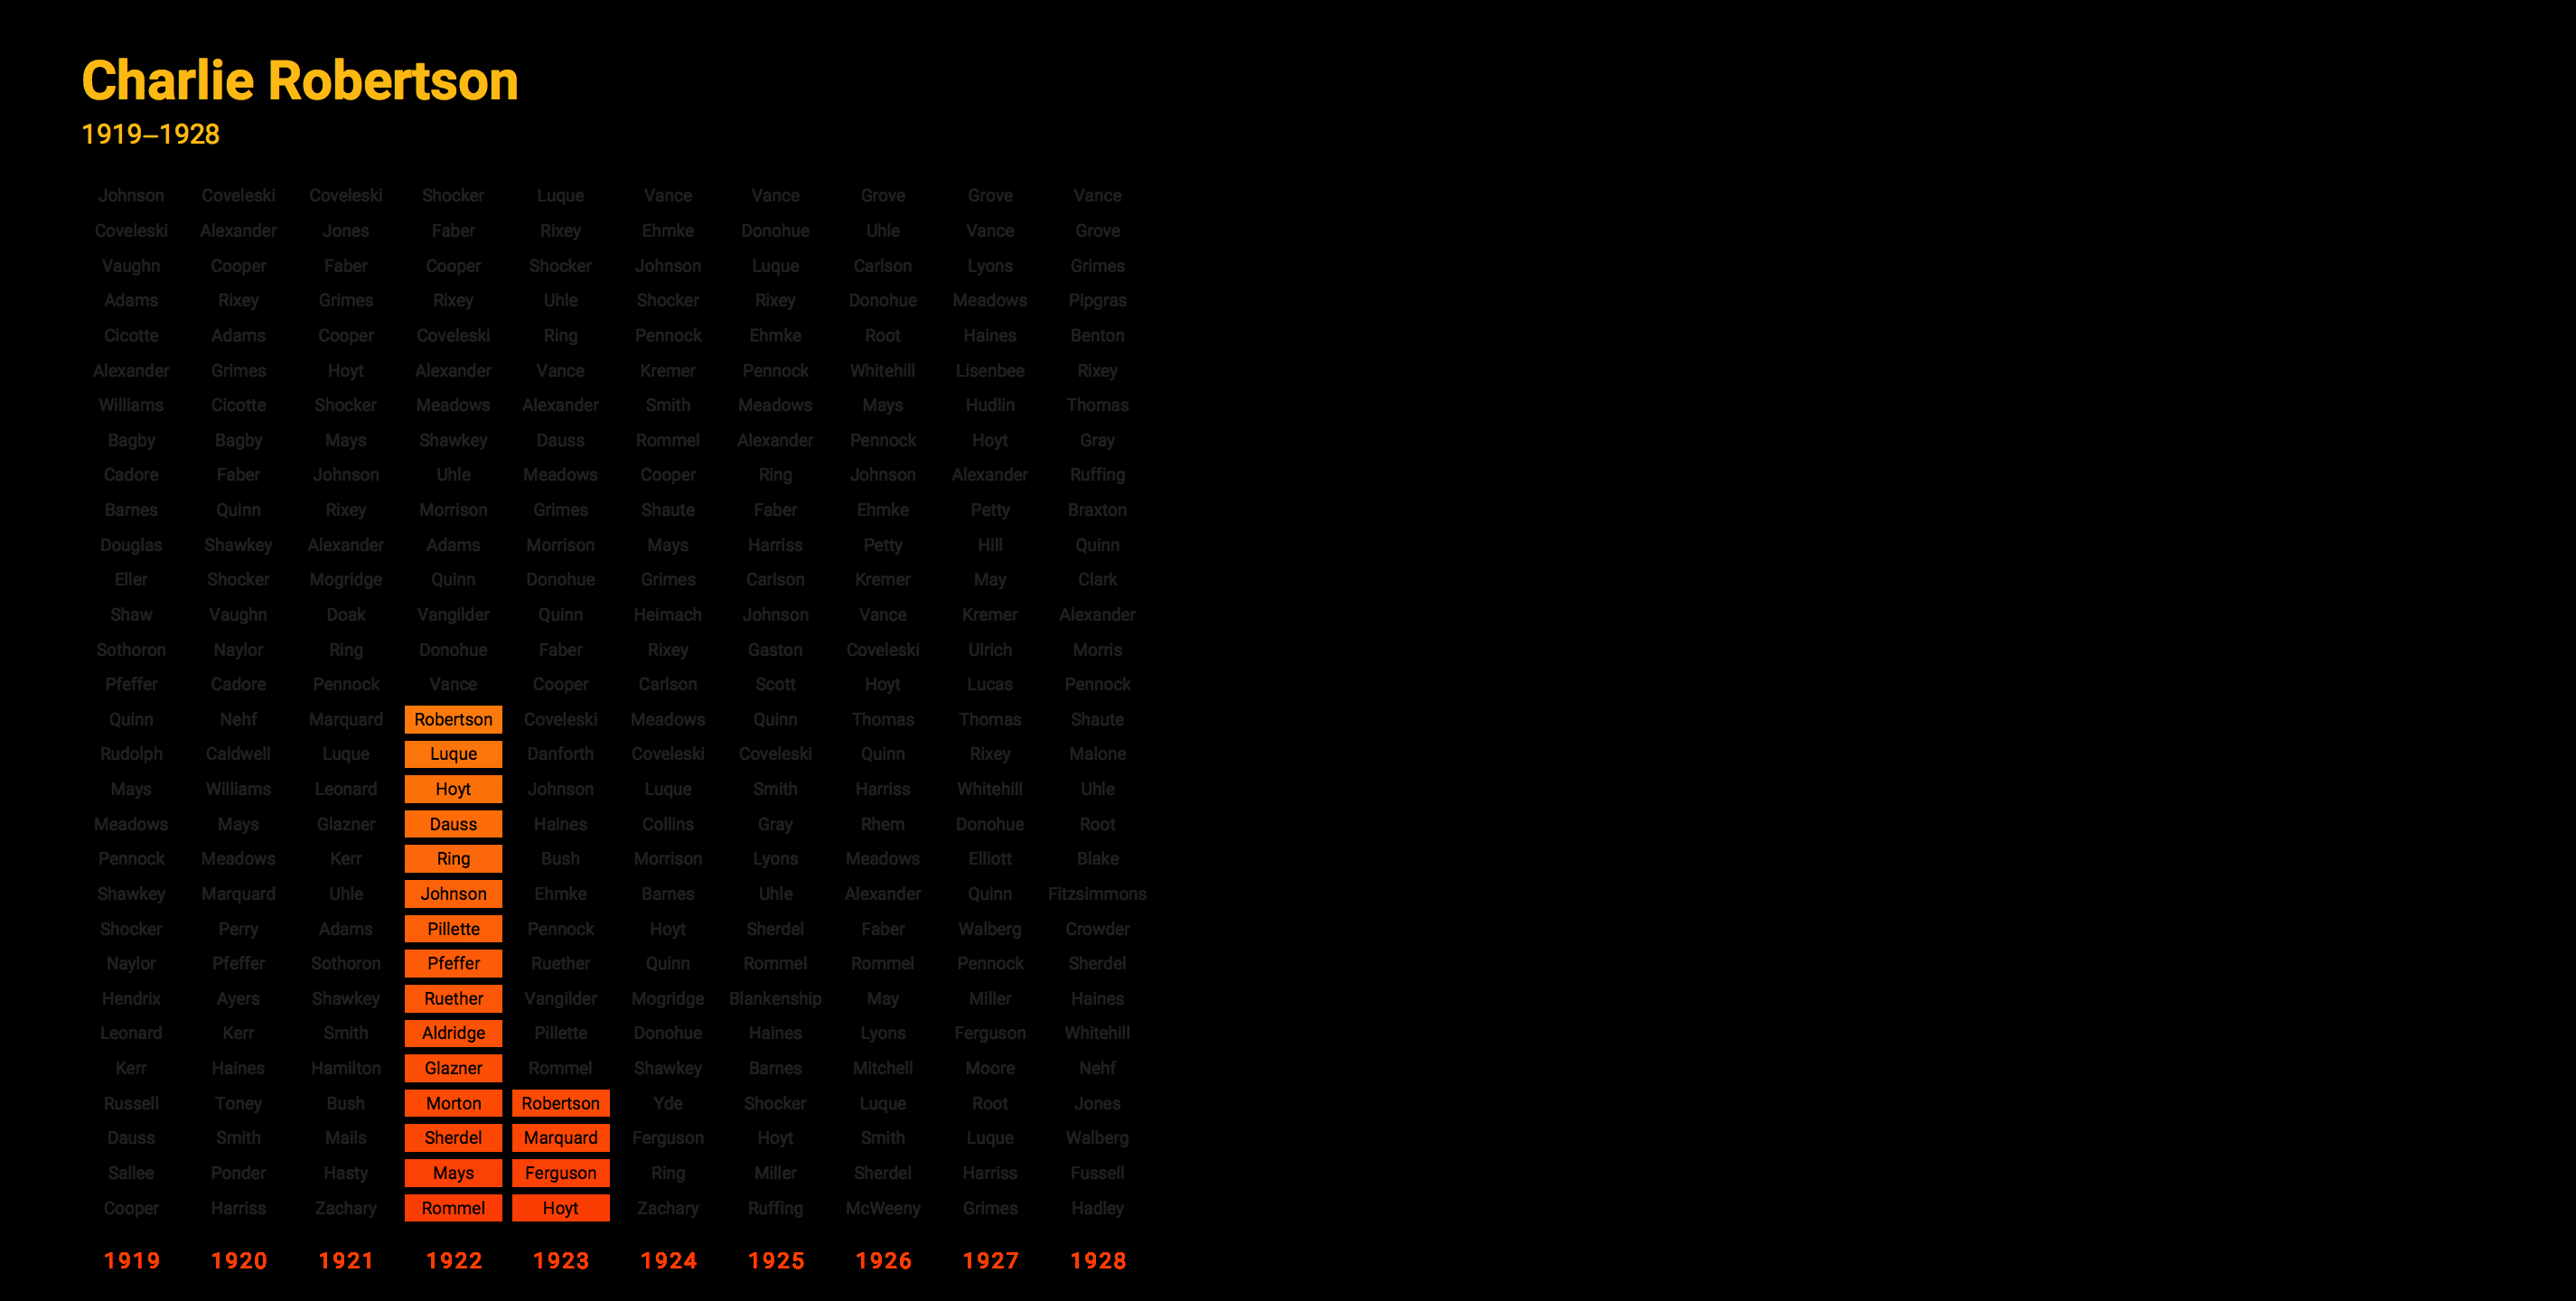 Charlie Robertson
1919–1928
Johnson Coveleski Coveleski Shocker Luque Vance Vance Grove Grove Vance
Coveleski Alexander Jones Faber Rixey Ehmke Donohue Uhle Vance Grove
Vaughn Cooper Faber Cooper Shocker Johnson Luque Carlson Lyons Grimes
Adams Rixey Grimes Rixey Uhle Shocker Rixey Donohue Meadows Pipgras
Cicotte Adams Cooper Coveleski Ring Pennock Ehmke Root Haines Benton
Alexander Grimes Hoyt Alexander Vance Kremer Pennock Whitehill Lisenbee Rixey
Williams Cicotte Shocker Meadows Alexander Smith Meadows Mays Hudlin Thomas
Bagby Bagby Mays Shawkey Dauss Rommel Alexander Pennock Hoyt Gray
Cadore Faber Johnson Uhle Meadows Cooper Ring Johnson Alexander Ruffing
Barnes Quinn Rixey Morrison Grimes Shaute Faber Ehmke Petty Braxton
Douglas Shawkey Alexander Adams Morrison Mays Harriss Petty Hill Quinn
Eller Shocker Mogridge Quinn Donohue Grimes Carlson Kremer May Clark
Shaw Vaughn Doak Vangilder Quinn Heimach Johnson Vance Kremer Alexander
Sothoron Naylor Ring Donohue Faber Rixey Gaston Coveleski Ulrich Morris
Pfeffer Cadore Pennock Vance Cooper Carlson Scott Hoyt Lucas Pennock
Quinn Nehf Marquard Robertson Coveleski Meadows Quinn Thomas Thomas Shaute
Rudolph Caldwell Luque Luque Danforth Coveleski Coveleski Quinn Rixey Malone
Mays Williams Leonard Hoyt Johnson Luque Smith Harriss Whitehill Uhle
Meadows Mays Glazner Dauss Haines Collins Gray Rhem Donohue Root
Pennock Meadows Kerr Ring Bush Morrison Lyons Meadows Elliott Blake
Shawkey Marquard Uhle Johnson Ehmke Barnes Uhle Alexander Quinn Fitzsimmons
Shocker Perry Adams Pillette Pennock Hoyt Sherdel Faber Walberg Crowder
Naylor Pfeffer Sothoron Pfeffer Ruether Quinn Rommel Rommel Pennock Sherdel
Hendrix Ayers Shawkey Ruether Vangilder Mogridge Blankenship May Miller Haines
Leonard Kerr Smith Aldridge Pillette Donohue Haines Lyons Ferguson Whitehill
Kerr Haines Hamilton Glazner Rommel Shawkey Barnes Mitchell Moore Nehf
Russell Toney Bush Morton Robertson Yde Shocker Luque Root Jones
Dauss Smith Mails Sherdel Marquard Ferguson Hoyt Smith Luque Walberg
Sallee Ponder Hasty Mays Ferguson Ring Miller Sherdel Harriss Fussell
Cooper Harriss Zachary Rommel Hoyt Zachary Ruffing McWeeny Grimes Hadley
1919 1920 1921 1922 1923 1924 1925 1926 1927 1928